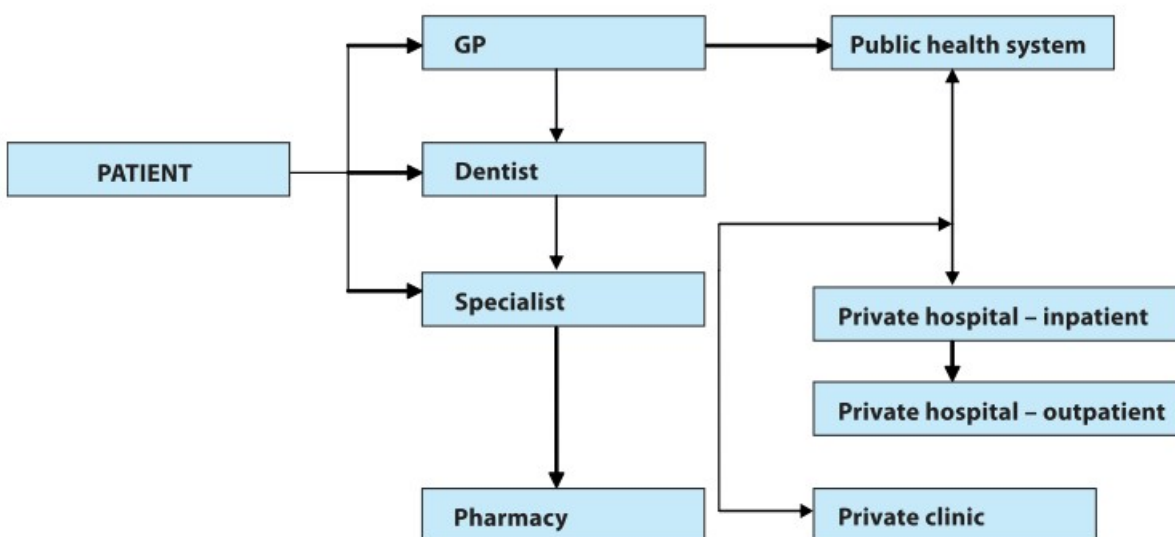 GP
Public health system
PATIENT
Dentist
Specialist
Private hospital – inpatient
Private hospital – outpatient
Pharmacy
Private clinic